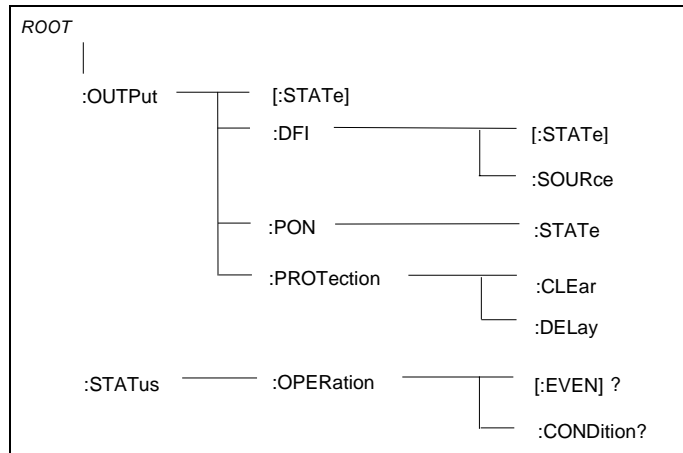 ROOT
:OUTPut [:STATe]
:DFI [:STATe]
:SOURce
:PON :STATe
:PROTection :CLEar
:DELay
:STATus :OPERation [:EVEN] ?
:CONDition?